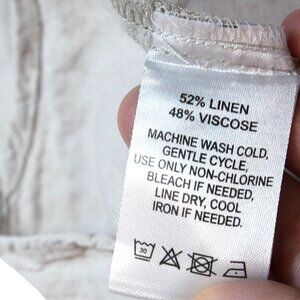 52% LINEN
48% VISCOSE
MACHINE WASH COLD,
GENTLE CYCLE,
USE ONLY NON-CHLORINE
BLEACH IF NEEDED,
LINE DRY, COOL
IRON IF NEEDED.
30